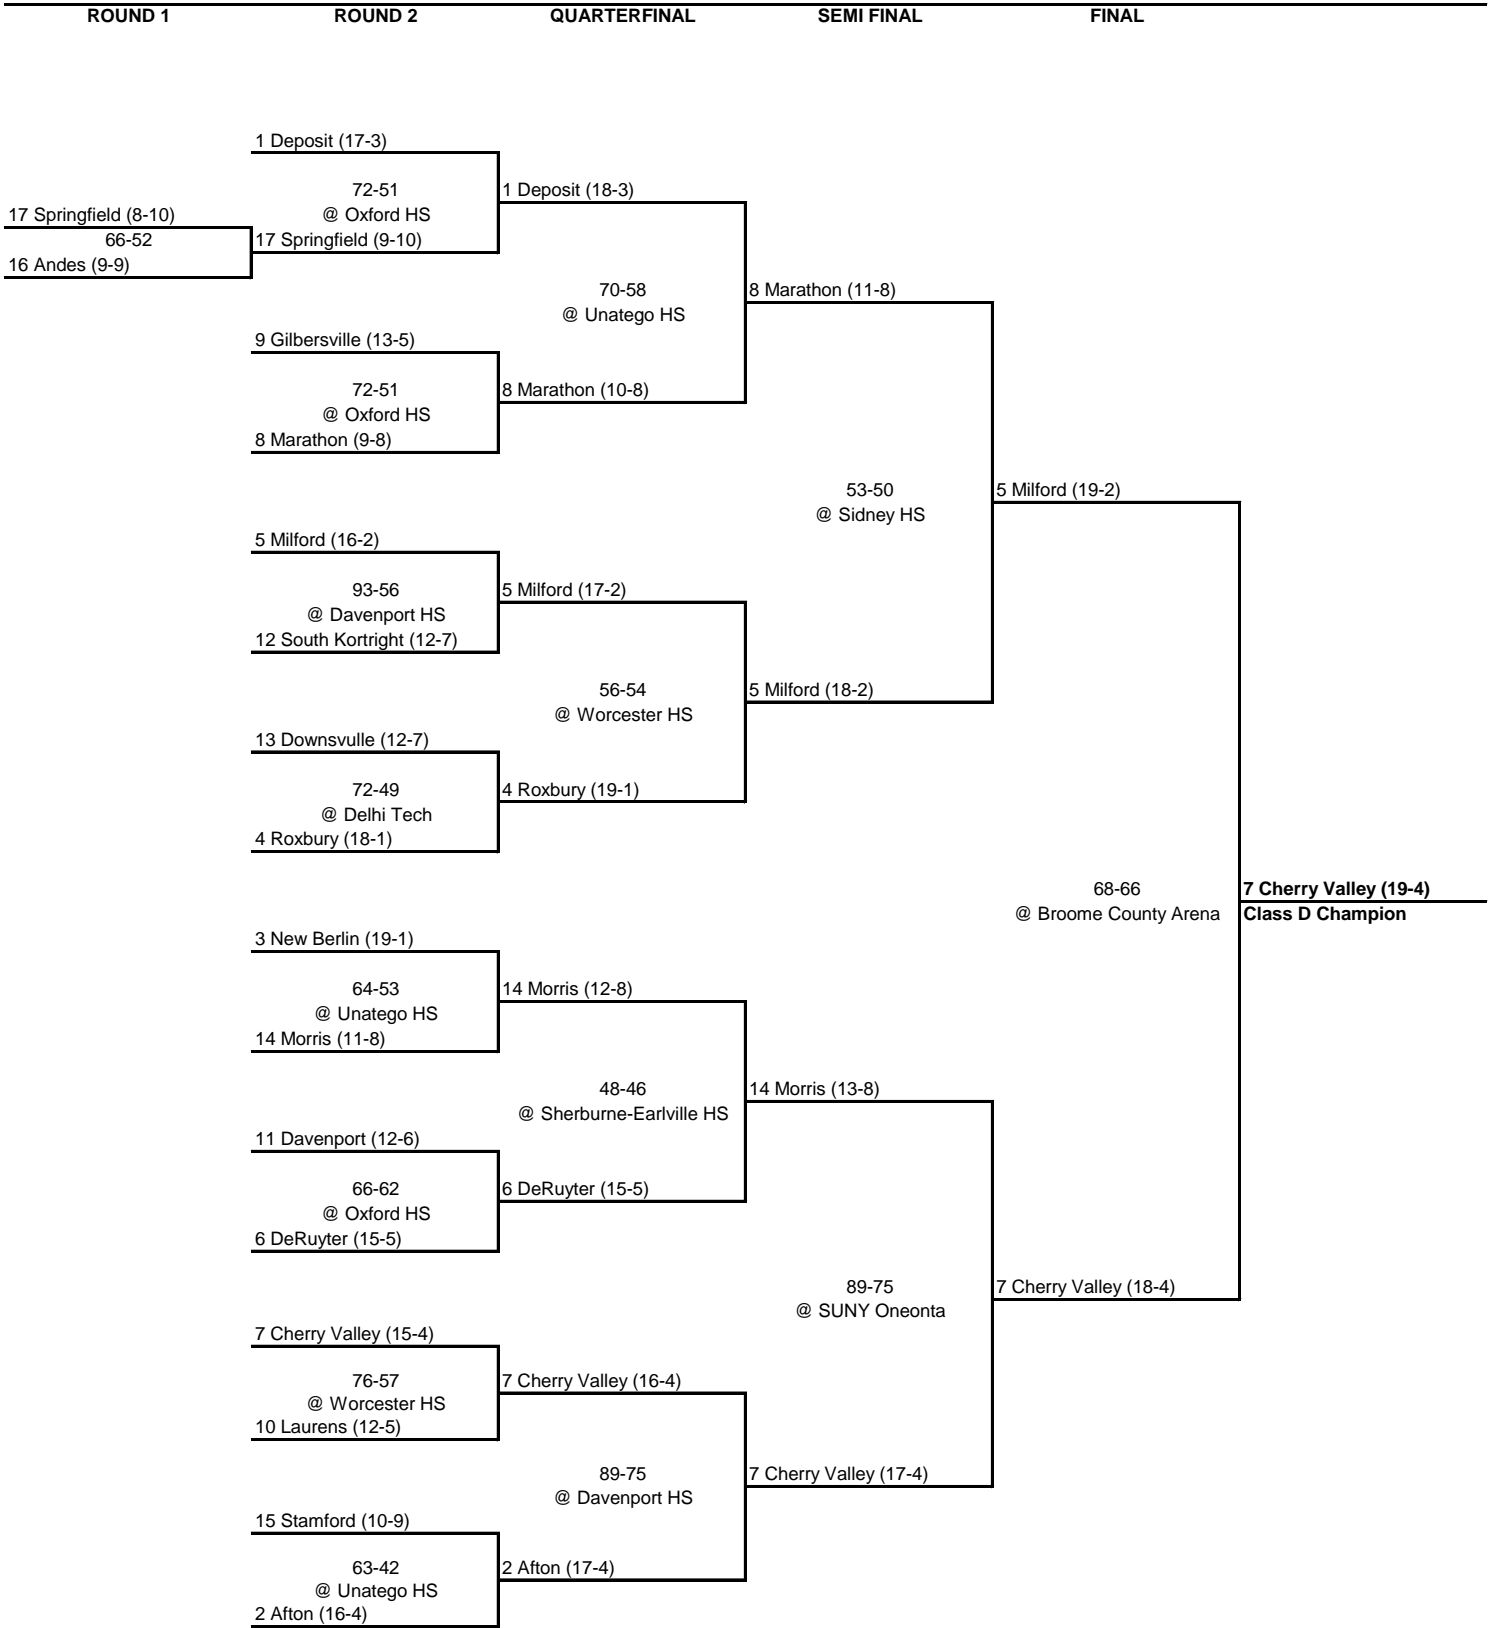 ROUND 1 ROUND 2 QUARTERFINAL SEMI FINAL FINAL
1 Deposit (17-3)
72-51
@ Oxford HS
1 Deposit (18-3)
17 Springfield (8-10)
66-52
16 Andes (9-9)
17 Springfield (9-10)
70-58
@ Unatego HS
8 Marathon (11-8)
9 Gilbersville (13-5)
72-51
@ Oxford HS
8 Marathon (10-8)
8 Marathon (9-8)
53-50
@ Sidney HS
5 Milford (19-2)
5 Milford (16-2)
93-56
@ Davenport HS
5 Milford (17-2)
12 South Kortright (12-7)
56-54
@ Worcester HS
5 Milford (18-2)
13 Downsvulle (12-7)
72-49
@ Delhi Tech
4 Roxbury (19-1)
4 Roxbury (18-1)
68-66
@ Broome County Arena
7 Cherry Valley (19-4)
Class D Champion
3 New Berlin (19-1)
64-53
@ Unatego HS
14 Morris (12-8)
14 Morris (11-8)
48-46
@ Sherburne-Earlville HS
14 Morris (13-8)
11 Davenport (12-6)
66-62
@ Oxford HS
6 DeRuyter (15-5)
6 DeRuyter (15-5)
89-75
@ SUNY Oneonta
7 Cherry Valley (18-4)
7 Cherry Valley (15-4)
76-57
@ Worcester HS
7 Cherry Valley (16-4)
10 Laurens (12-5)
89-75
@ Davenport HS
7 Cherry Valley (17-4)
15 Stamford (10-9)
63-42
@ Unatego HS
2 Afton (17-4)
2 Afton (16-4)